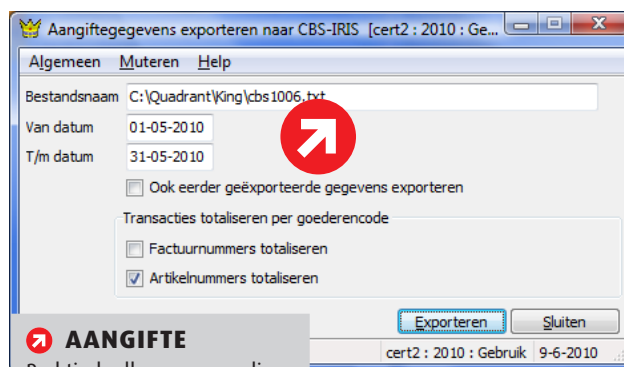 Aangiftegegevens exporteren naar CBS-IRIS [cert2 : 2010 : Ge...
Algemeen Muteren Help
Bestandsnaam C:\Quadrant\King\cbs1006.txt
Van datum 01-05-2010
T/m datum 31-05-2010
Ook eerder geëxporteerde gegevens exporteren
Transacties totaliseren per goederencode
Factuurnummers totaliseren
Artikelnummers totaliseren
Exporteren Sluiten
cert2 : 2010 : Gebruik 9-6-2010
AANGIFTE